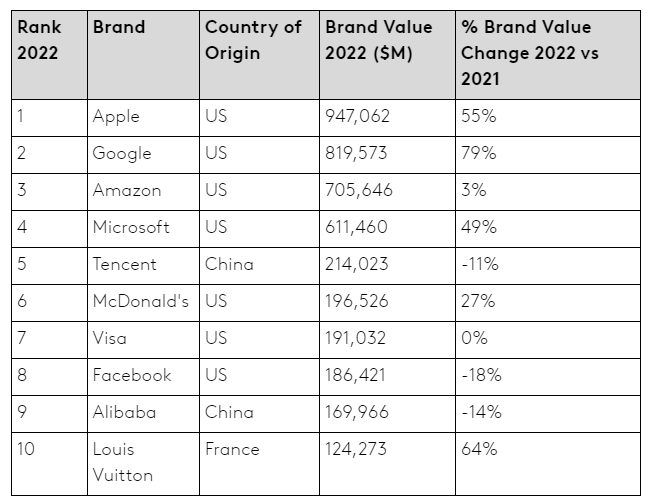 Rank 2022 Brand Country of Origin Brand Value 2022 ($M) % Brand Value Change 2022 vs 2021
1 Apple US 947,062 55%
2 Google US 819,573 79%
3 Amazon US 705,646 3%
4 Microsoft US 611,460 49%
5 Tencent China 214,023 -11%
6 McDonald's US 196,526 27%
7 Visa US 191,032 0%
8 Facebook US 186,421 -18%
9 Alibaba China 169,966 -14%
10 Louis Vuitton France 124,273 64%